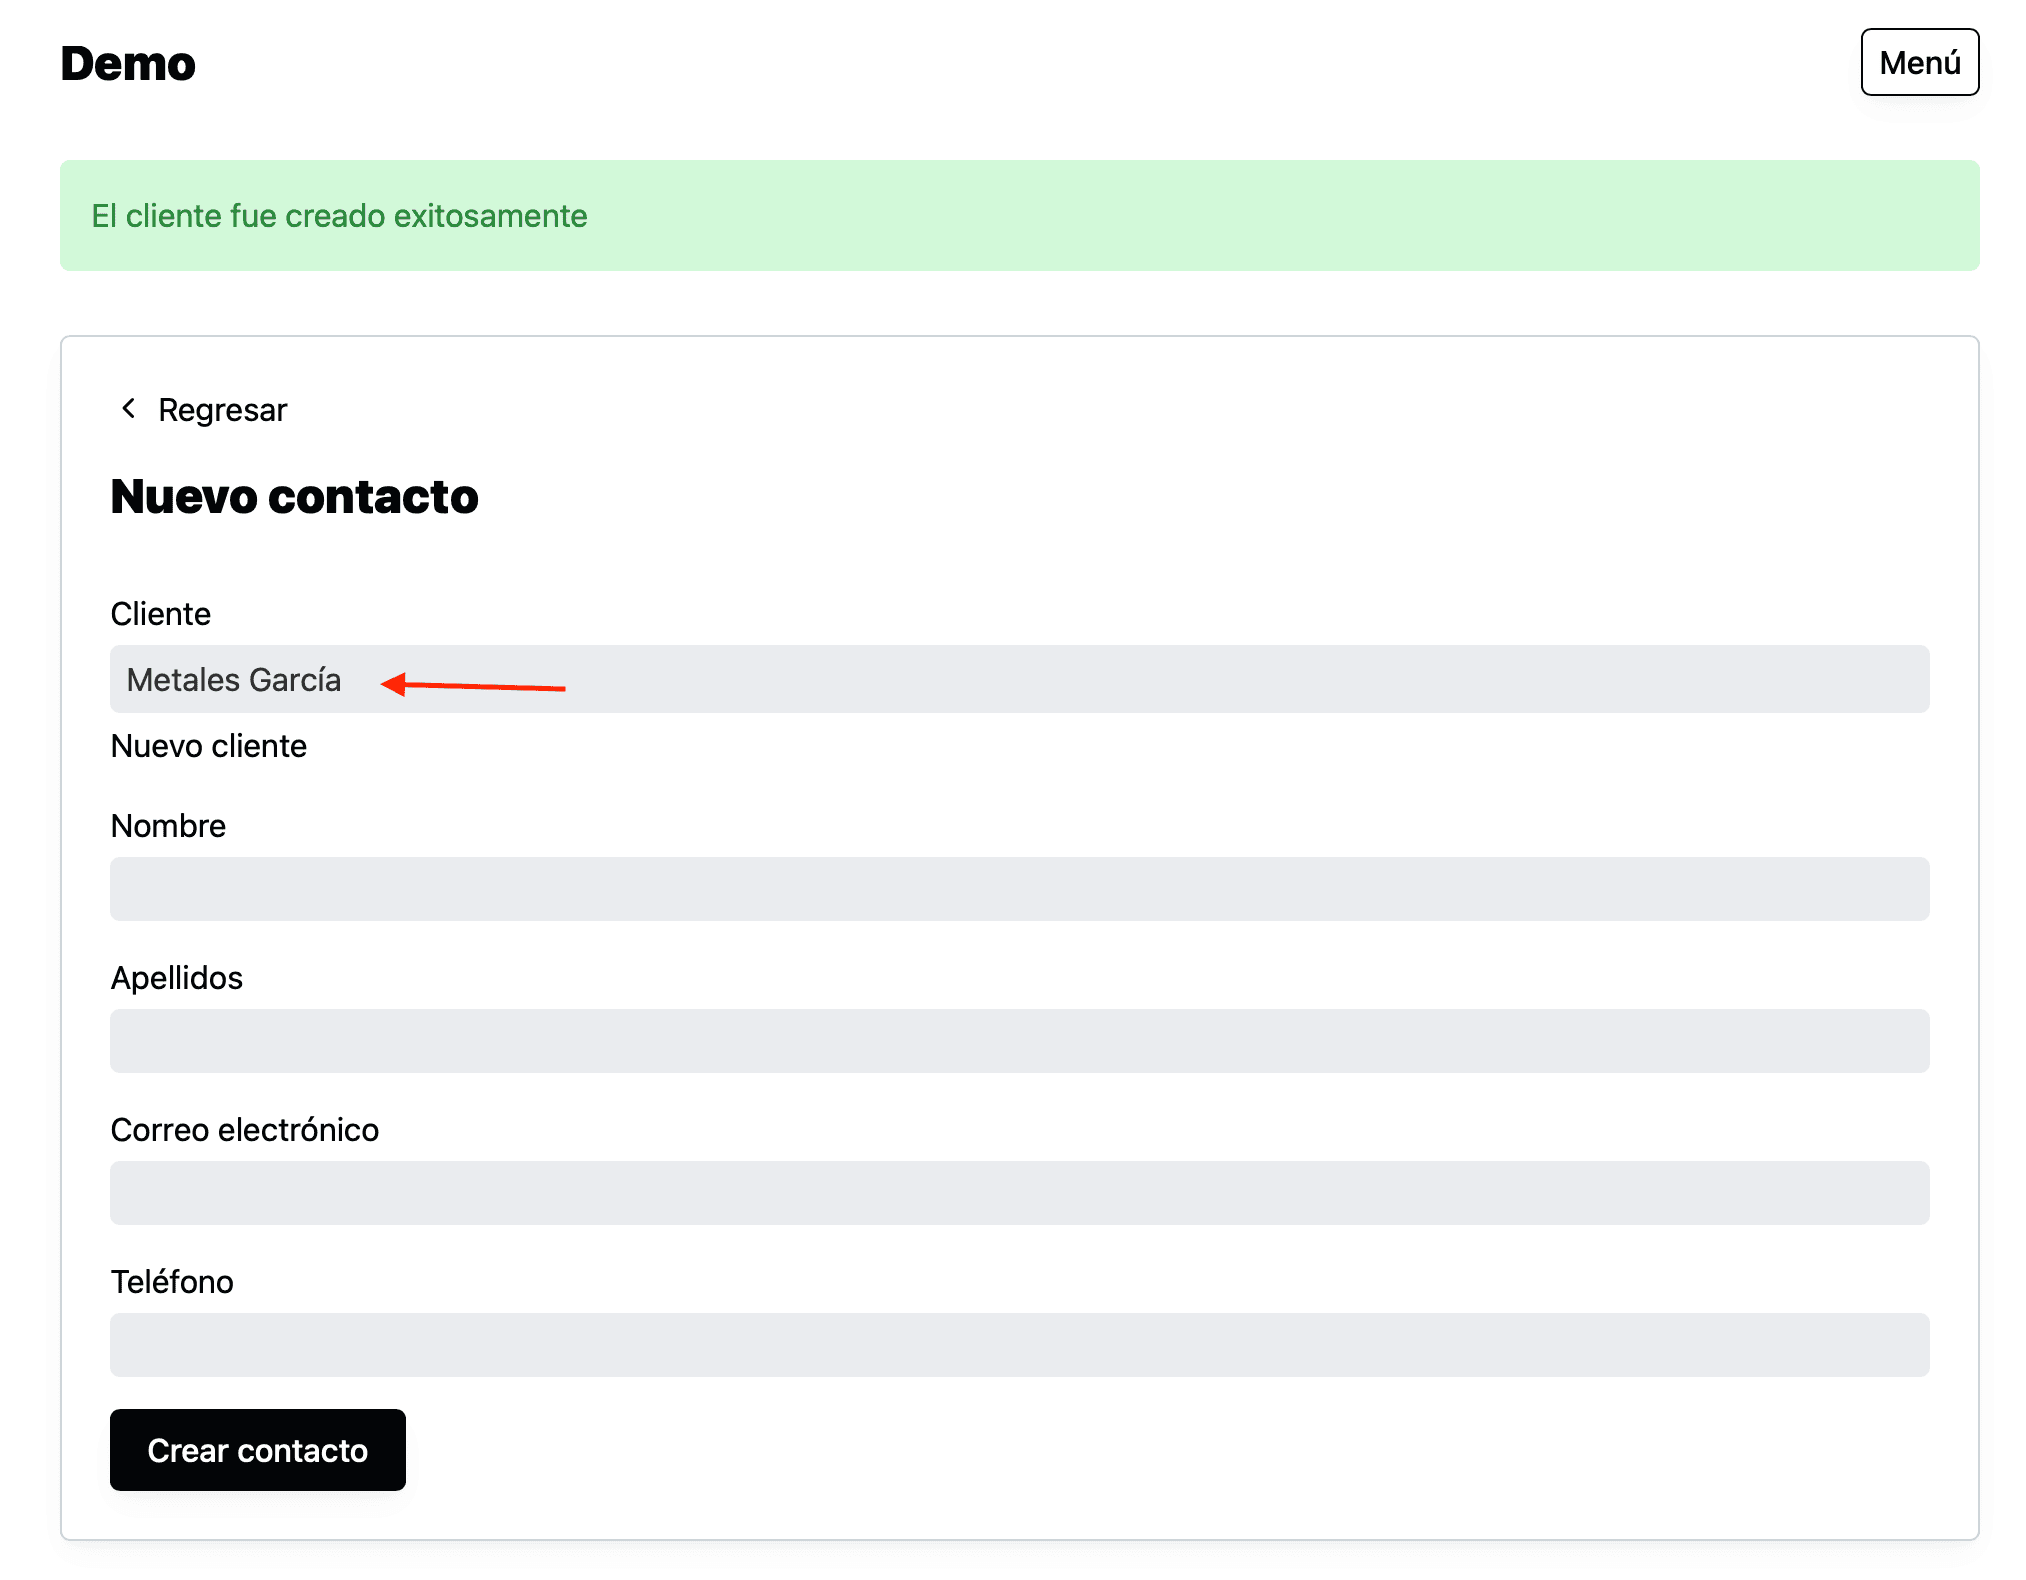 Demo
Menú
El cliente fue creado exitosamente
Regresar
Nuevo contacto
Cliente
Metales García
Nuevo cliente
Nombre
Apellidos
Correo electrónico
Teléfono
Crear contacto